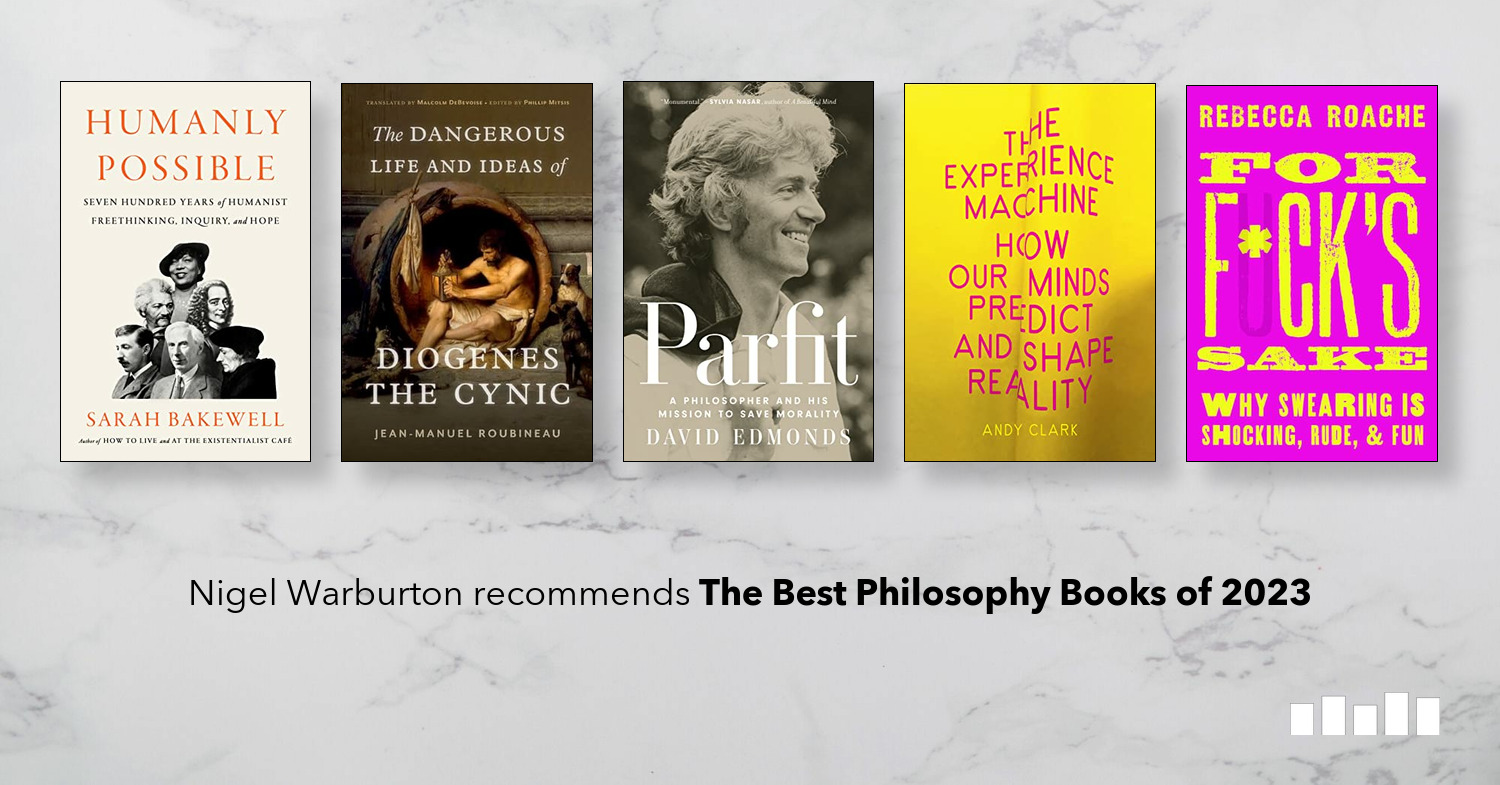 HUMANLY
POSSIBLE
SEVEN HUNDRED YEARS of HUMANIST
FREETHINKING, INQUIRY, and HOPE
SARAH BAKEWELL
Author of HOW TO LIVE and AT THE EXISTENTIALIST CAFÉ
TRANSLATED BY MALCOLM DEBEVOISE • EDITED BY PHILLIP MITSIS
The DANGEROUS
LIFE AND IDEAS of
DIOGENES
THE CYNIC
JEAN-MANUEL ROUBINEAU
"Monumental."—SYLVIA NASAR, author of A Beautiful Mind
Parfit
A PHILOSOPHER AND HIS
MISSION TO SAVE MORALITY
DAVID EDMONDS
THE
EXPERIENCE
MACHINE
HOW
OUR MINDS
PREDICT
AND SHAPE
REALITY
ANDY CLARK
REBECCA ROACHE
FOR
F*CK'S
SAKE
WHY SWEARING IS
SHOCKING, RUDE, & FUN
Nigel Warburton recommends The Best Philosophy Books of 2023